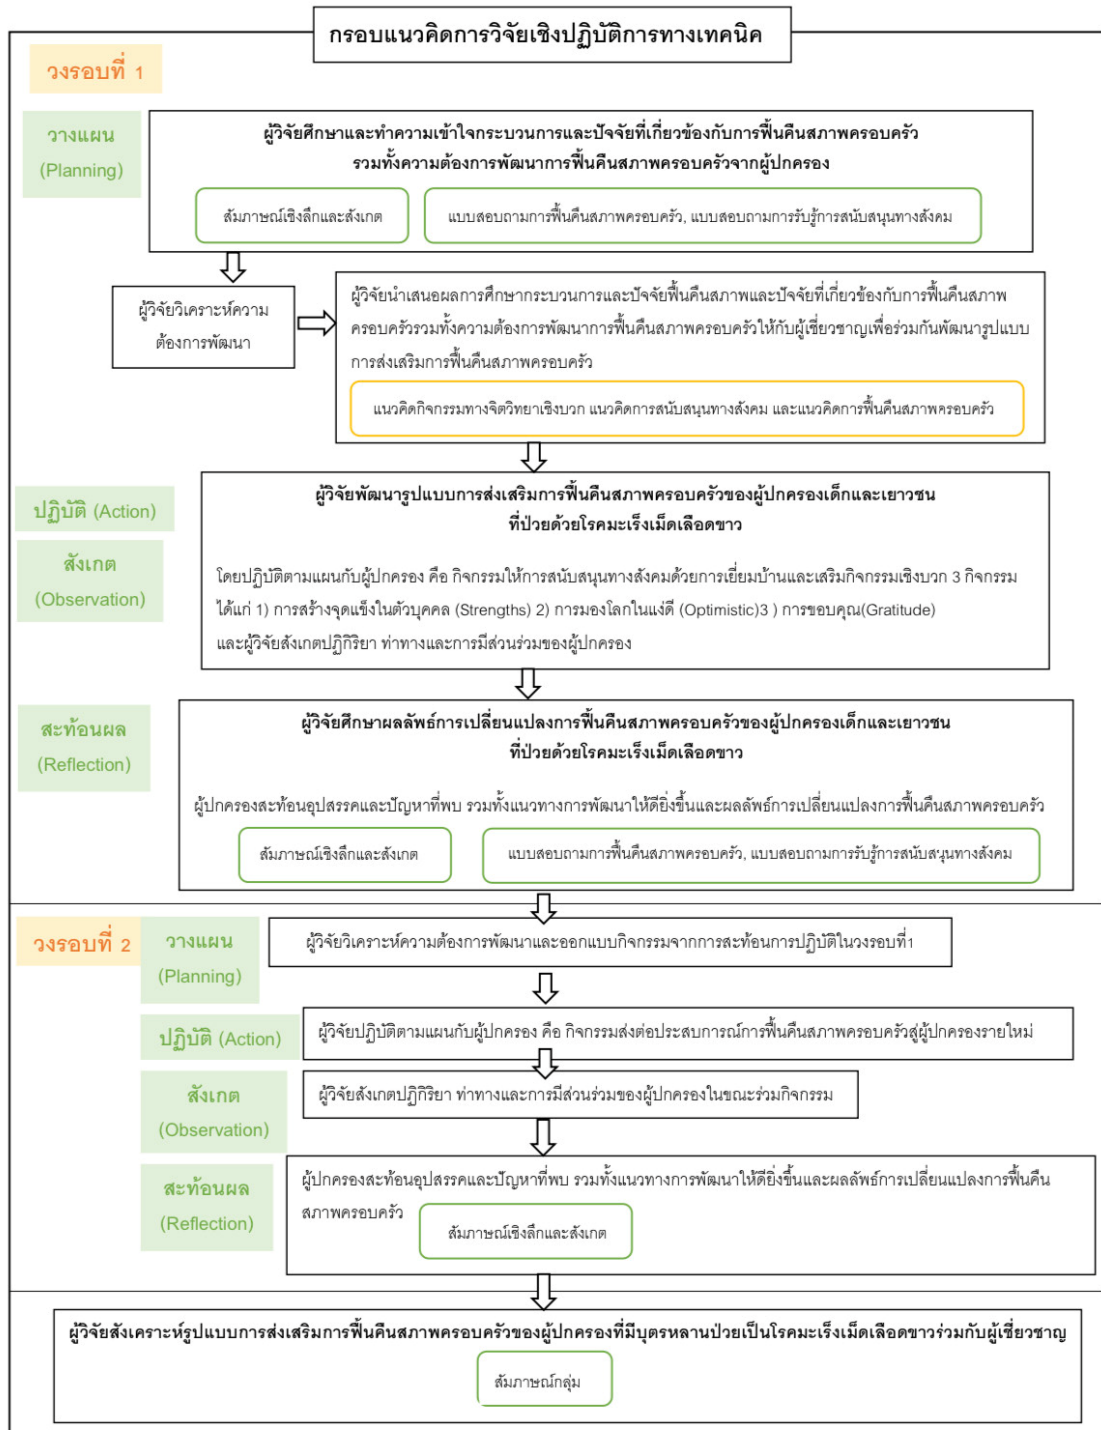 กรอบแนวคิดการวิจัยเชิงปฏิบัติการทางเทคนิค
วงรอบที่ 1
วางแผน
(Planning)
ผู้วิจัยศึกษาและทำความเข้าใจกระบวนการและปัจจัยที่เกี่ยวข้องกับการฟื้นคืนสภาพครอบครัว
รวมทั้งความต้องการพัฒนาการฟื้นคืนสภาพครอบครัวจากผู้ปกครอง
สัมภาษณ์เชิงลึกและสังเกต
แบบสอบถามการฟื้นคืนสภาพครอบครัว, แบบสอบถามการรับรู้การสนับสนุนทางสังคม
ผู้วิจัยวิเคราะห์ความ
ต้องการพัฒนา
ผู้วิจัยนำเสนอผลการศึกษากระบวนการและปัจจัยฟื้นคืนสภาพและปัจจัยที่เกี่ยวข้องกับการฟื้นคืนสภาพ
ครอบครัวรวมทั้งความต้องการพัฒนาการฟื้นคืนสภาพครอบครัวให้กับผู้เชี่ยวชาญเพื่อร่วมกันพัฒนารูปแบบ
การส่งเสริมการฟื้นคืนสภาพครอบครัว
แนวคิดกิจกรรมทางจิตวิทยาเชิงบวก แนวคิดการสนับสนุนทางสังคม และแนวคิดการฟื้นคืนสภาพครอบครัว
ปฏิบัติ (Action)
สังเกต
(Observation)
ผู้วิจัยพัฒนารูปแบบการส่งเสริมการฟื้นคืนสภาพครอบครัวของผู้ปกครองเด็กและเยาวชน
ที่ป่วยด้วยโรคมะเร็งเม็ดเลือดขาว
โดยปฏิบัติตามแผนกับผู้ปกครอง คือ กิจกรรมให้การสนับสนุนทางสังคมด้วยการเยี่ยมบ้านและเสริมกิจกรรมเชิงบวก 3 กิจกรรม
ได้แก่ 1) การสร้างจุดแข็งในตัวบุคคล (Strengths) 2) การมองโลกในแง่ดี (Optimistic)3 ) การขอบคุณ(Gratitude)
และผู้วิจัยสังเกตปฏิกิริยา ท่าทางและการมีส่วนร่วมของผู้ปกครอง
สะท้อนผล
(Reflection)
ผู้วิจัยศึกษาผลลัพธ์การเปลี่ยนแปลงการฟื้นคืนสภาพครอบครัวของผู้ปกครองเด็กและเยาวชน
ที่ป่วยด้วยโรคมะเร็งเม็ดเลือดขาว
ผู้ปกครองสะท้อนอุปสรรคและปัญหาที่พบ รวมทั้งแนวทางการพัฒนาให้ดียิ่งขึ้นและผลลัพธ์การเปลี่ยนแปลงการฟื้นคืนสภาพครอบครัว
สัมภาษณ์เชิงลึกและสังเกต
แบบสอบถามการฟื้นคืนสภาพครอบครัว, แบบสอบถามการรับรู้การสนับสนุนทางสังคม
วงรอบที่ 2
วางแผน
(Planning)
ผู้วิจัยวิเคราะห์ความต้องการพัฒนาและออกแบบกิจกรรมจากการสะท้อนการปฏิบัติในวงรอบที่1
ปฏิบัติ (Action)
ผู้วิจัยปฏิบัติตามแผนกับผู้ปกครอง คือ กิจกรรมส่งต่อประสบการณ์การฟื้นคืนสภาพครอบครัวสู่ผู้ปกครองรายใหม่
สังเกต
(Observation)
ผู้วิจัยสังเกตปฏิกิริยา ท่าทางและการมีส่วนร่วมของผู้ปกครองในขณะร่วมกิจกรรม
สะท้อนผล
(Reflection)
ผู้ปกครองสะท้อนอุปสรรคและปัญหาที่พบ รวมทั้งแนวทางการพัฒนาให้ดียิ่งขึ้นและผลลัพธ์การเปลี่ยนแปลงการฟื้นคืน
สภาพครอบครัว
สัมภาษณ์เชิงลึกและสังเกต
ผู้วิจัยสังเคราะห์รูปแบบการส่งเสริมการฟื้นคืนสภาพครอบครัวของผู้ปกครองที่มีบุตรหลานป่วยเป็นโรคมะเร็งเม็ดเลือดขาวร่วมกับผู้เชี่ยวชาญ
สัมภาษณ์กลุ่ม